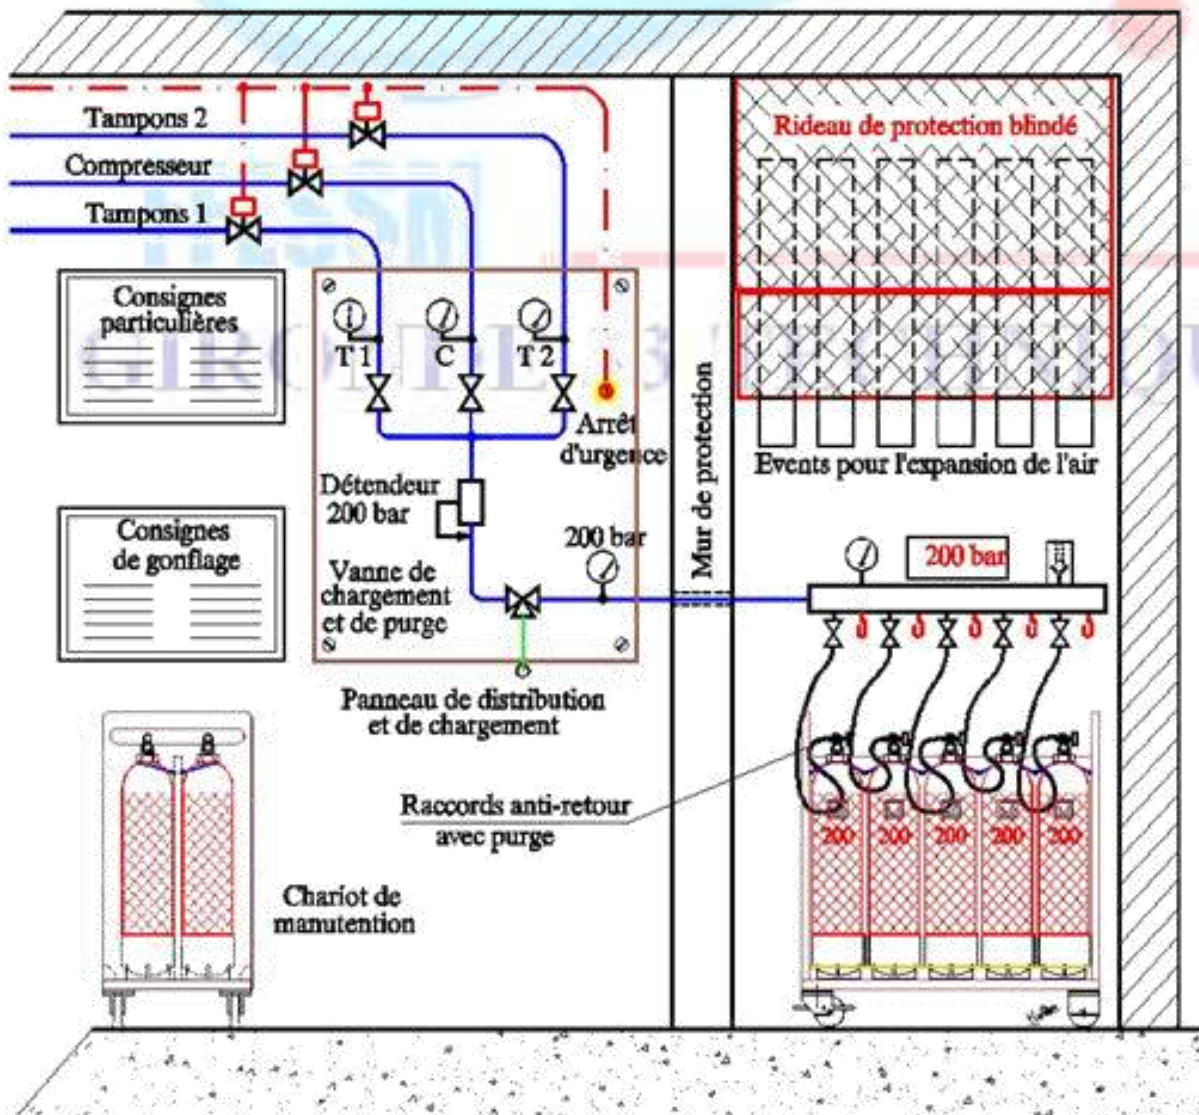 Tampons 2
Compresseur
Tampons 1
Rideau de protection blindé
Consignes
particulières
T 1
C
T 2
Arrêt
d'urgence
Mur de protection
Events pour l'expansion de l'air
Détendeur
200 bar
200 bar
Consignes
de gonflage
Vanne de
chargement
et de purge
200 bar
Panneau de distribution
et de chargement
Raccords anti-retour
avec purge
200
200
200
200
200
Chariot de
manutention